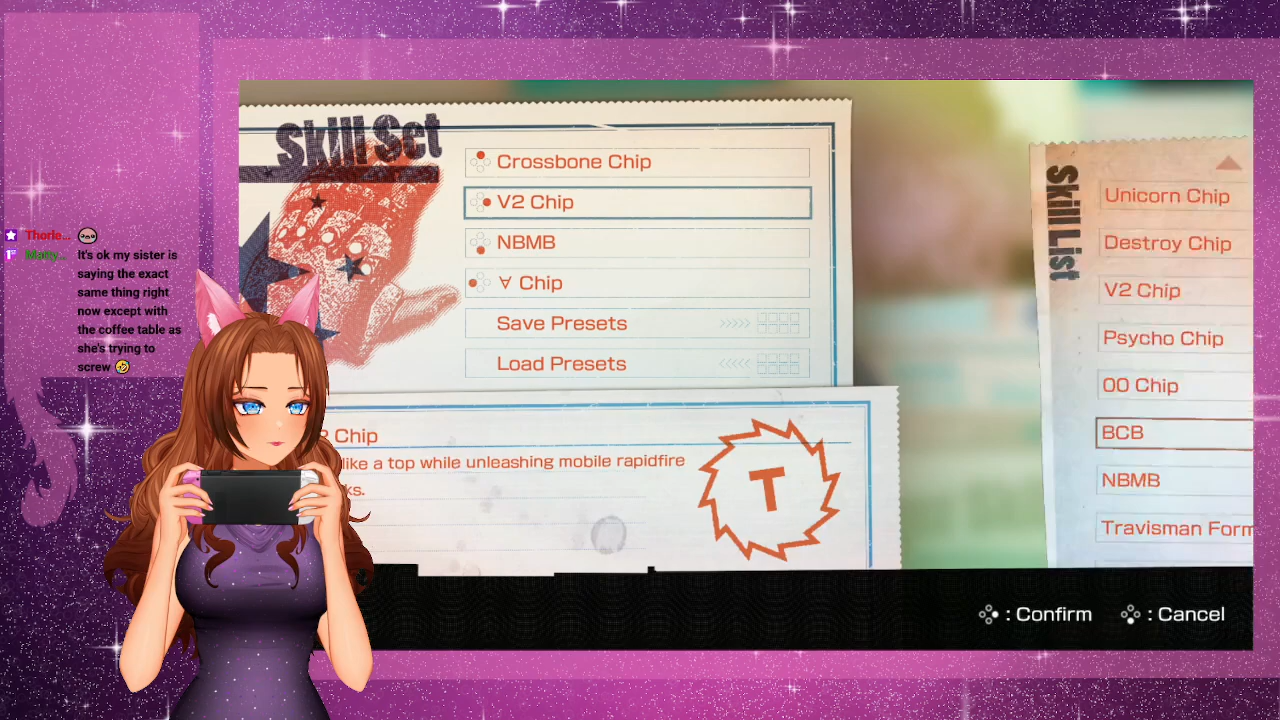 Thorie...
Matty...
It's ok my sister is
saying the exact
same thing right
now except with
the coffee table as
she's trying to
screw
Skill Set
Crossbone Chip
V2 Chip
NBMB
∀ Chip
Save Presets >>>>>
Load Presets <<<<<
Chip
like a top while unleashing mobile rapidfire
ks.
T
Skill List
Unicorn Chip
Destroy Chip
V2 Chip
Psycho Chip
00 Chip
BCB
NBMB
Travisman Form
: Confirm
: Cancel